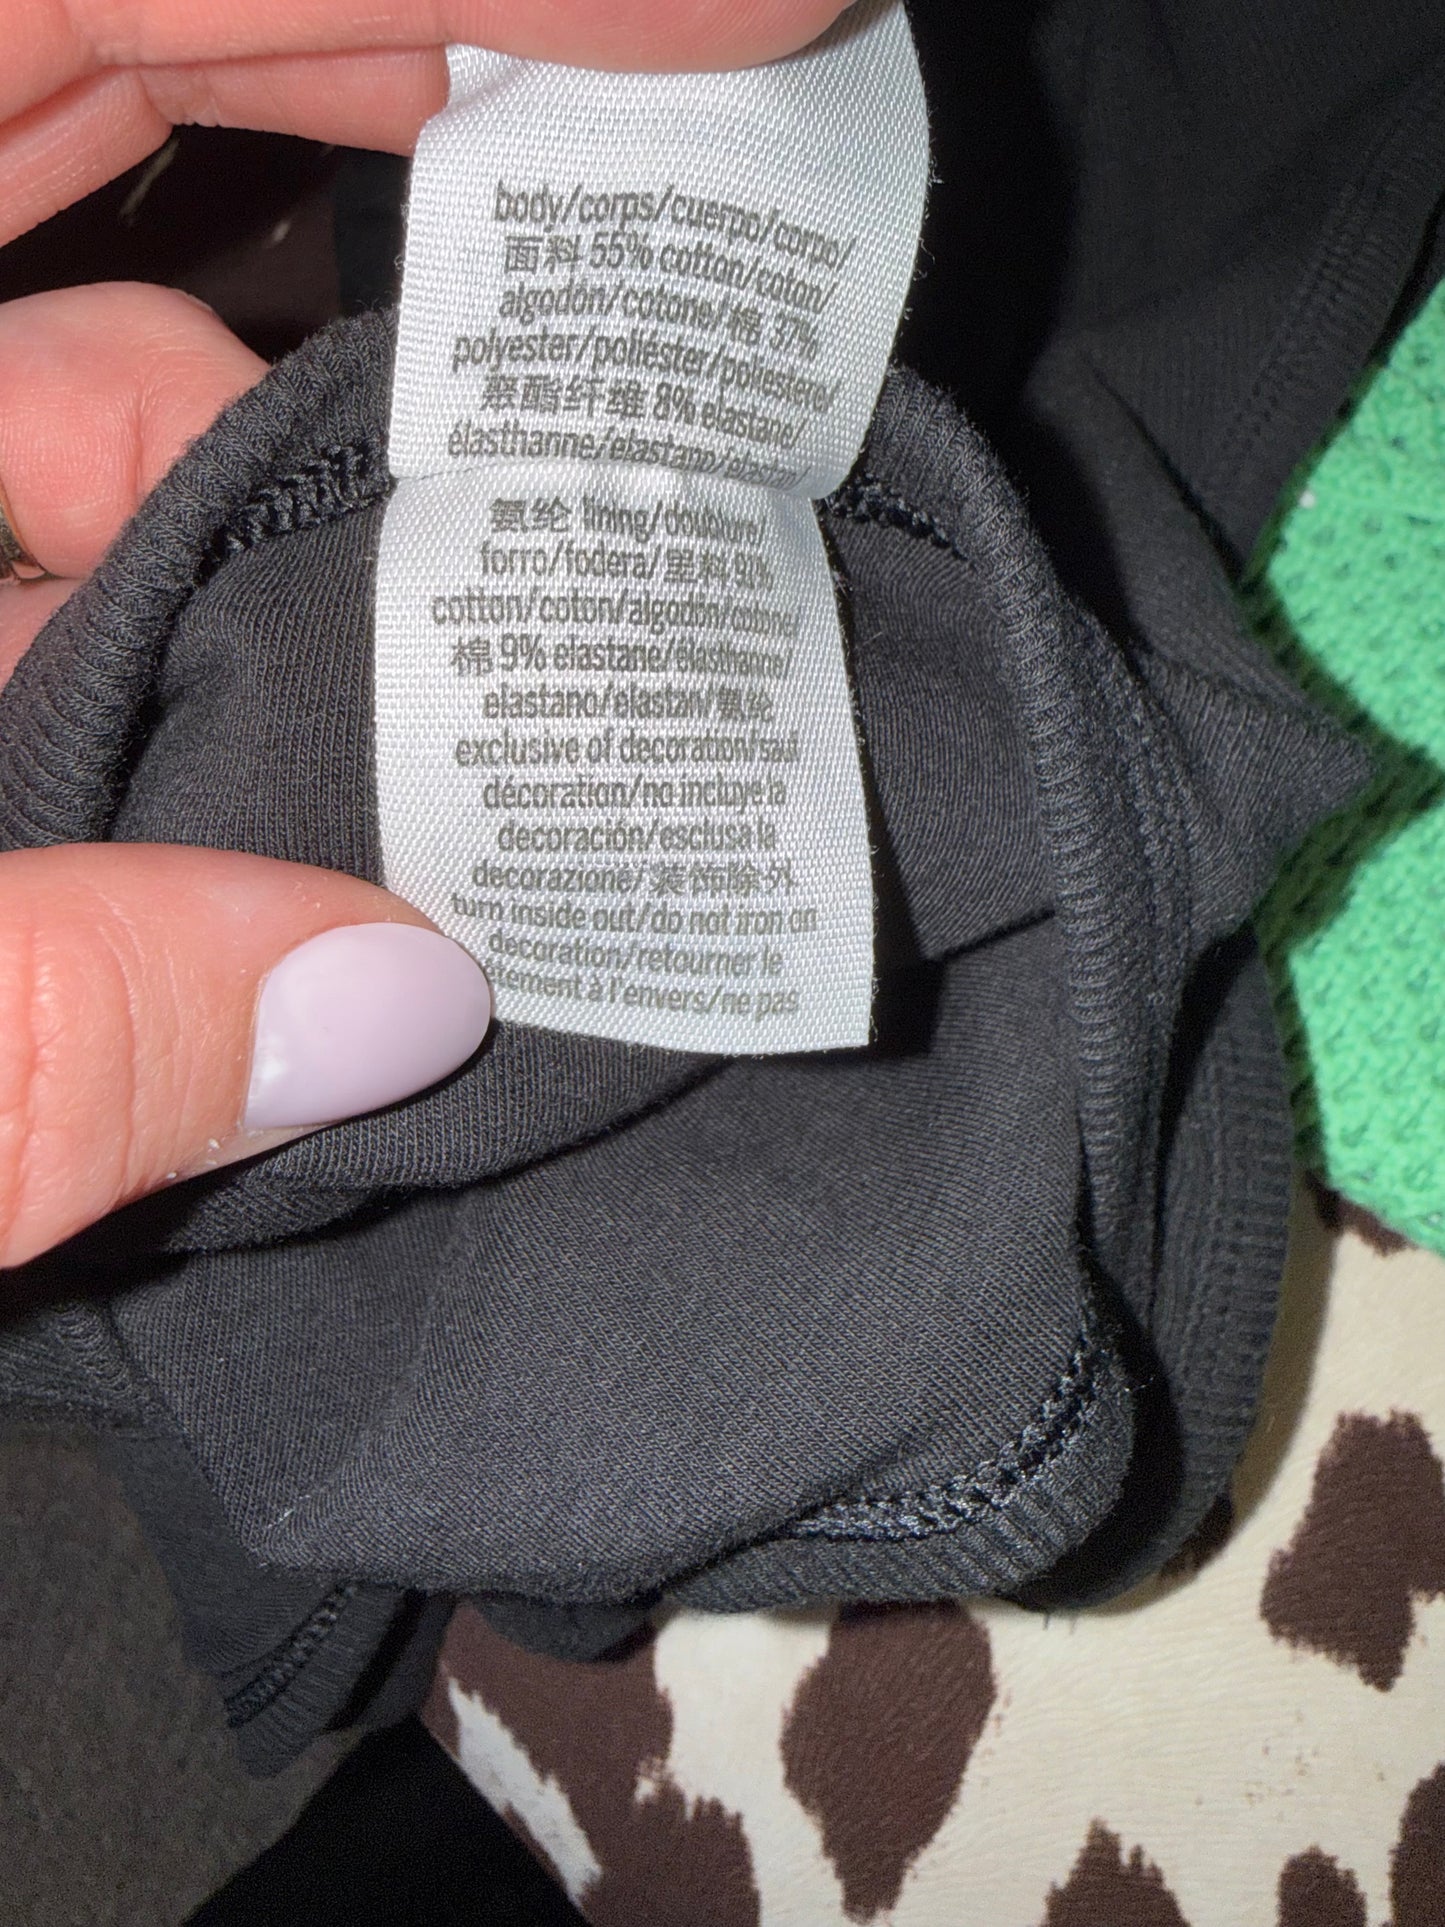 body/corps/cuerpo/corpo/
面料 55% cotton/coton/
algodón/cotone/棉 37%
polyester/poliéster/poliestere/
聚酯纤维 8% elastane/
élasthanne/elastano/elastan/
氨纶 lining/doublure/
forro/fodera/里料 91%
cotton/coton/algodón/cotone/
棉 9% elastane/élasthanne/
elastano/elastan/氨纶
exclusive of decoration/sauf
décoration/no incluye la
decoración/esclusa la
decorazione/装饰除外
turn inside out/do not iron on
decoration/retourner le
vêtement à l'envers/ne pas